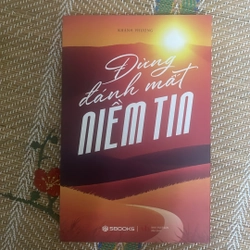 Đừng
đánh mất
NIỀM TIN
SBOOKS